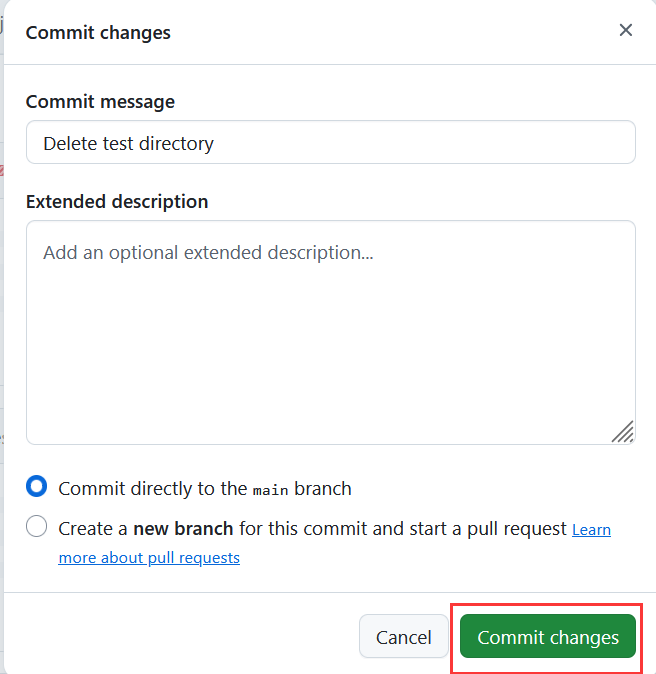 Commit changes
Commit message
Delete test directory
Extended description
Add an optional extended description...
Commit directly to the main branch
Create a new branch for this commit and start a pull request Learn
more about pull requests
Cancel
Commit changes